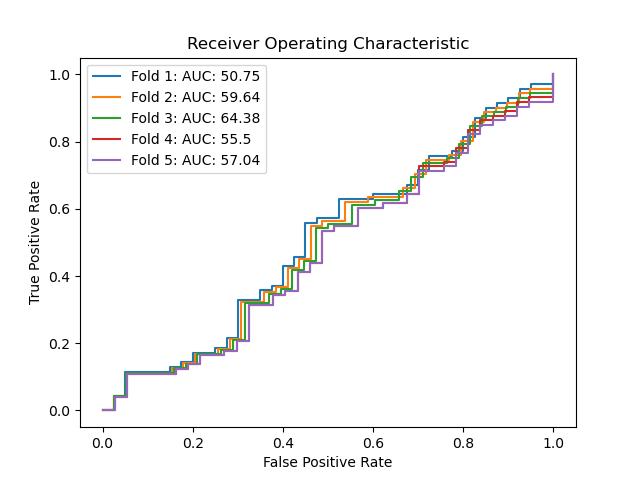 Receiver Operating Characteristic
Fold 1: AUC: 50.75
Fold 2: AUC: 59.64
Fold 3: AUC: 64.38
Fold 4: AUC: 55.5
Fold 5: AUC: 57.04
1.0
0.8
0.6
0.4
0.2
0.0
True Positive Rate
0.0 0.2 0.4 0.6 0.8 1.0
False Positive Rate